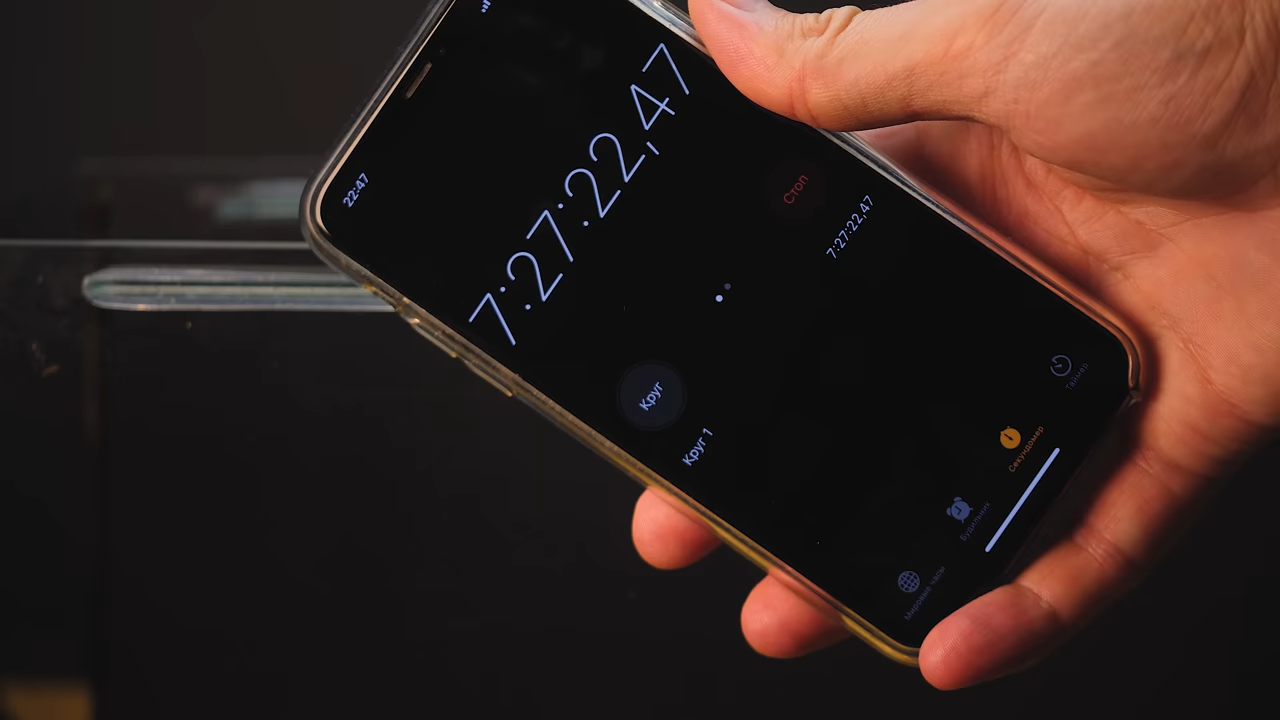 22:47
7:27:22,47
Круг
Стоп
Круг 1
7:27:22,47
Мировые часы
Будильник
Секундомер
Таймер